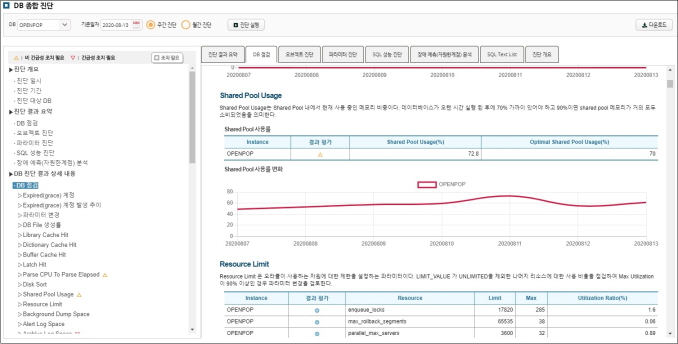 DB 종합 진단
DB OPENPOP 기준일자 2020-08-13 주간 진단 월간 진단 진단 실행 다운로드
: 비 긴급성 조치 필요 : 긴급성 조치 필요 조치 필요
▶진단 개요
- 진단 일시
- 진단 기간
- 진단 대상 DB
▶진단 결과 요약
- DB 점검
- 오브젝트 진단
- 파라미터 진단
- SQL 성능 진단
- 장애 예측(자원한계점) 분석
▶DB 진단 결과 상세 내용
- DB 점검
▷Expired(grace) 계정
▷Expired(grace) 계정 발생 추이
▷파라미터 변경
▷DB File 생성률
▷Library Cache Hit
▷Dictionary Cache Hit
▷Buffer Cache Hit
▷Latch Hit
▷Parse CPU To Parse Elapsed
▷Disk Sort
▷Shared Pool Usage
▷Resource Limit
▷Background Dump Space
▷Alert Log Space
▷Archive Log Space
진단 결과 요약 DB 점검 오브젝트 진단 파라미터 진단 SQL 성능 진단 장애 예측(자원한계점) 분석 SQL Text List 진단 개요
0
20200807 20200808 20200809 20200810 20200811 20200812 20200813
Shared Pool Usage
Shared Pool Usage는 Shared Pool 내에서 현재 사용 중인 메모리 비중이다. 데이터베이스가 오랜 시간 실행 된 후에 70% 가까이 있어야 하고 90%이면 shared pool 메모리가 거의 모두
소비되었음을 의미한다.
Shared Pool 사용률
Instance 결과 평가 Shared Pool Usage(%) Optimal Shared Pool Usage(%)
OPENPOP 72.8 70
Shared Pool 사용률 변화
OPENPOP
80
60
40
20
0
20200807 20200808 20200809 20200810 20200811 20200812 20200813
Resource Limit
Resource Limit 은 오라클이 사용하는 자원에 대한 제한을 설정하는 파라미터이다. LIMIT_VALUE 가 UNLIMITED를 제외한 나머지 리소스에 대한 사용 비율을 점검하여 Max Utilization
이 90% 이상인 경우 파라미터 변경을 검토한다.
Instance 결과 평가 Resource Limit Max Utilization Ratio(%)
OPENPOP enqueue_locks 17820 285 1.6
OPENPOP max_rollback_segments 65535 38 0.06
OPENPOP parallel_max_servers 3600 32 0.89